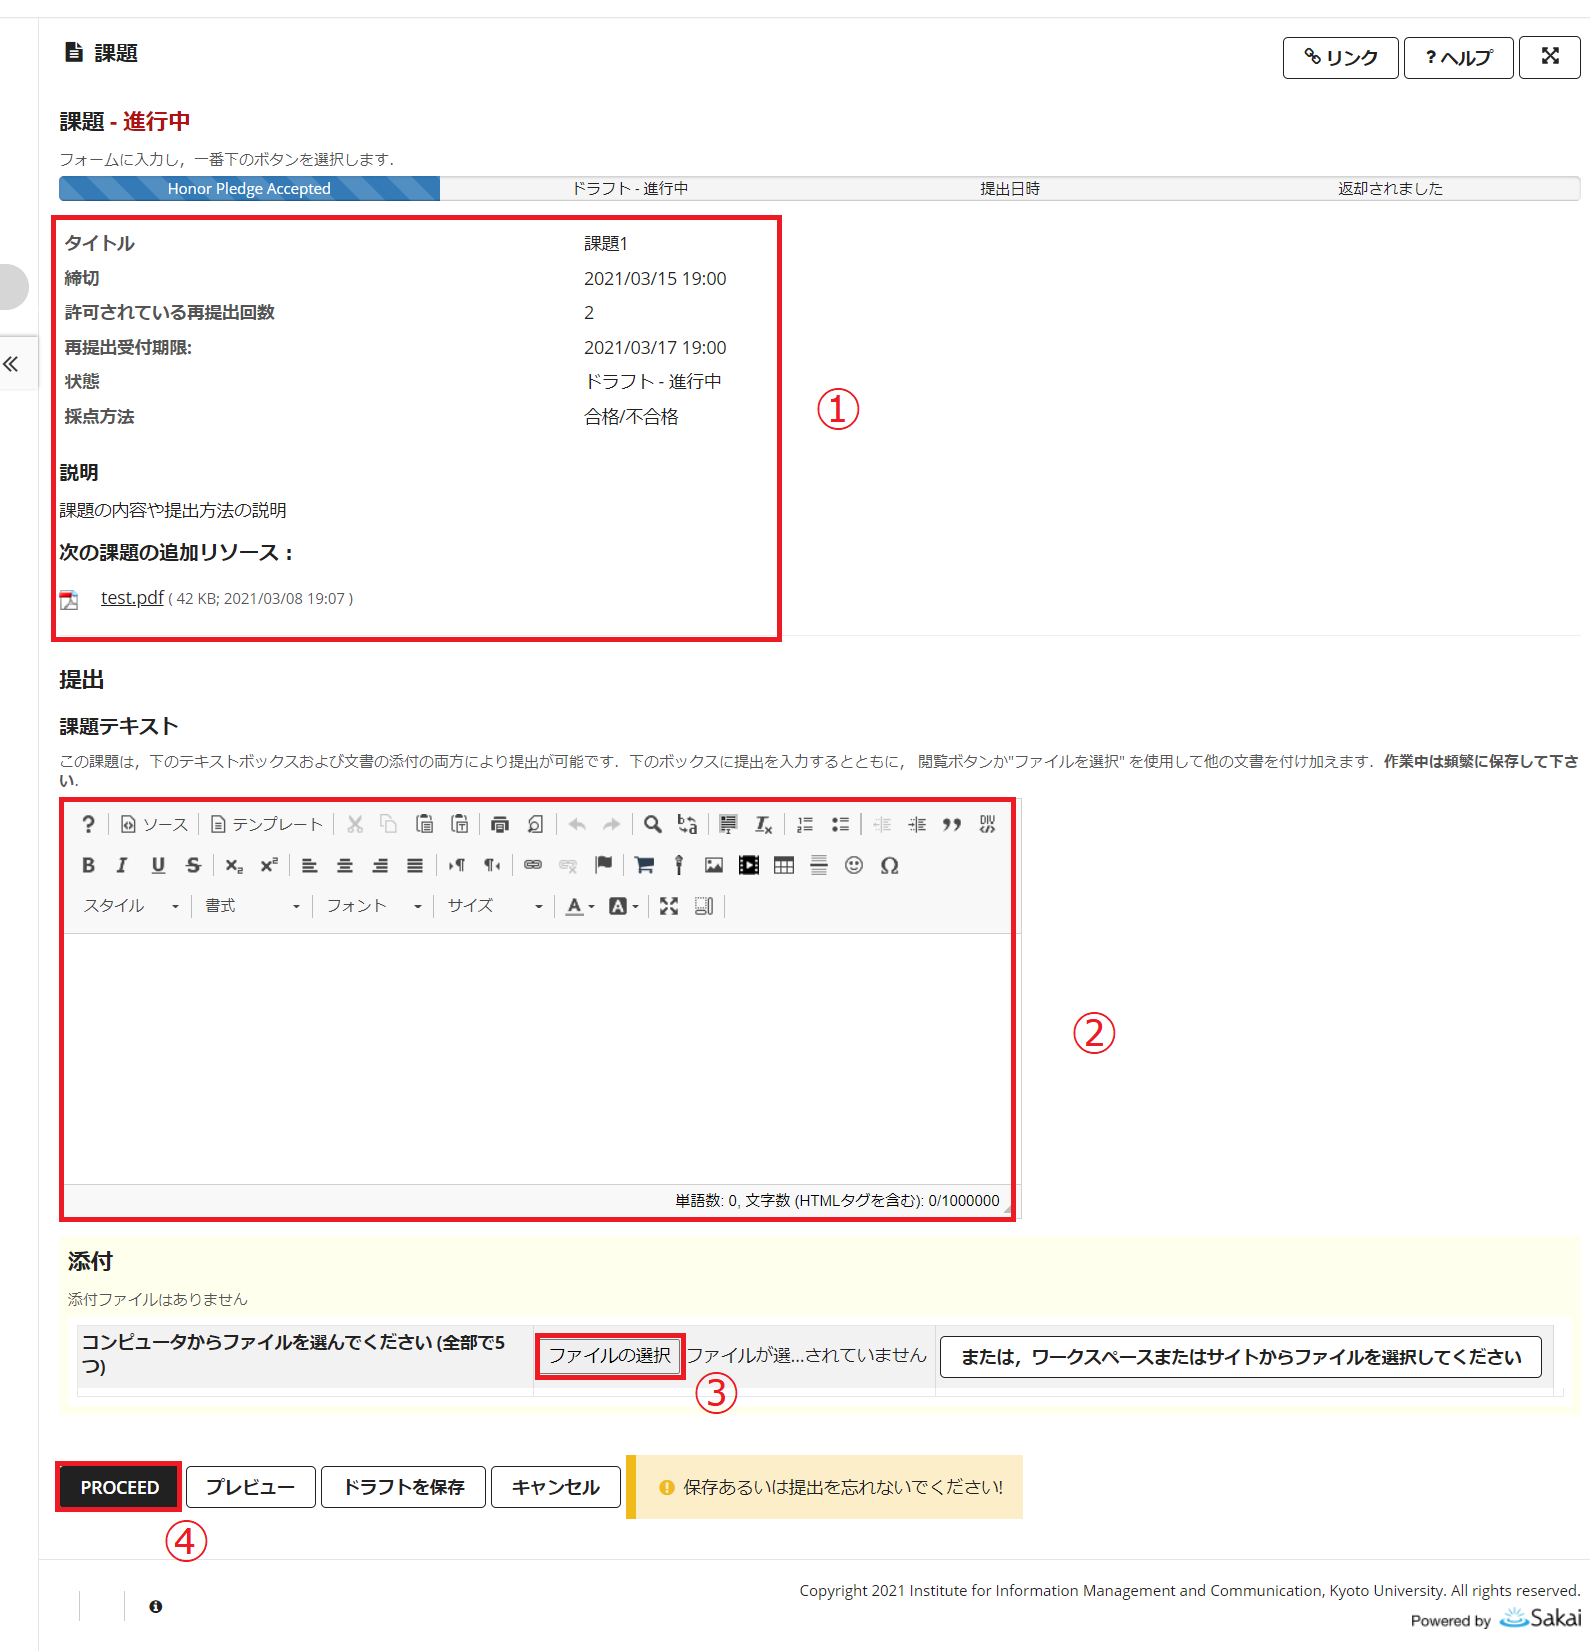 課題
リンク
? ヘルプ
課題 - 進行中
フォームに入力し，一番下のボタンを選択します．
Honor Pledge Accepted ドラフト - 進行中 提出日時 返却されました
タイトル 課題1
締切 2021/03/15 19:00
許可されている再提出回数 2
再提出受付期限: 2021/03/17 19:00
状態 ドラフト - 進行中
採点方法 合格/不合格
①
説明
課題の内容や提出方法の説明
次の課題の追加リソース：
test.pdf ( 42 KB; 2021/03/08 19:07 )
提出
課題テキスト
この課題は，下のテキストボックスおよび文書の添付の両方により提出が可能です．下のボックスに提出を入力するとともに， 閲覧ボタンか"ファイルを選択" を使用して他の文書を付け加えます．作業中は頻繁に保存して下さ
い．
? ソース テンプレート
B I U S
スタイル 書式 フォント サイズ A A
②
単語数: 0, 文字数 (HTMLタグを含む): 0/1000000
添付
添付ファイルはありません
コンピュータからファイルを選んでください (全部で5
つ)
ファイルの選択 ファイルが選...されていません
または，ワークスペースまたはサイトからファイルを選択してください
③
PROCEED プレビュー ドラフトを保存 キャンセル 保存あるいは提出を忘れないでください!
④
Copyright 2021 Institute for Information Management and Communication, Kyoto University. All rights reserved.
Powered by Sakai